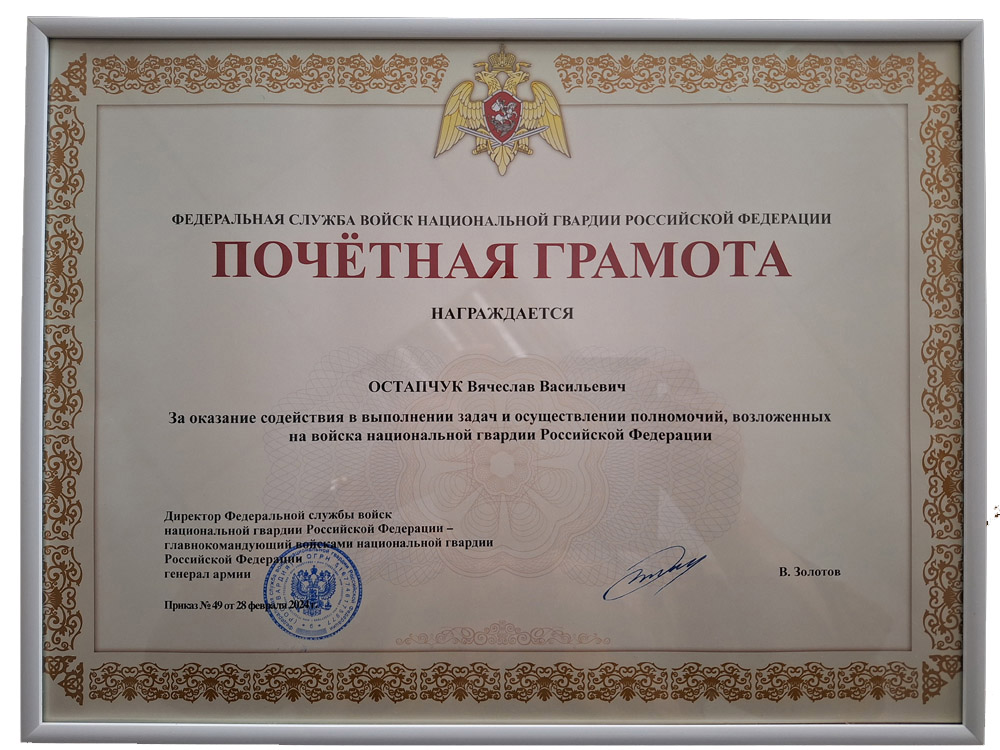 ФЕДЕРАЛЬНАЯ СЛУЖБА ВОЙСК НАЦИОНАЛЬНОЙ ГВАРДИИ РОССИЙСКОЙ ФЕДЕРАЦИИ
ПОЧЁТНАЯ ГРАМОТА
НАГРАЖДАЕТСЯ
ОСТАПЧУК Вячеслав Васильевич
За оказание содействия в выполнении задач и осуществлении полномочий, возложенных
на войска национальной гвардии Российской Федерации
Директор Федеральной службы войск
национальной гвардии Российской Федерации –
главнокомандующий войсками национальной гвардии
Российской Федерации
генерал армии
В. Золотов
Приказ № 49 от 28 февраля 2024 г.